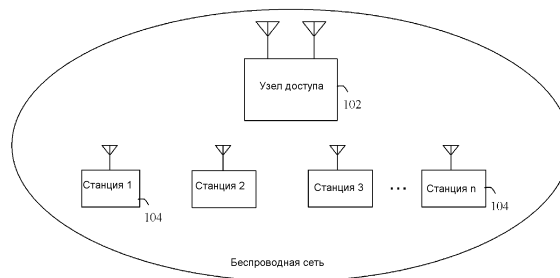 Узел доступа
102
Станция 1
Станция 2
Станция 3
...
Станция n
104
104
Беспроводная сеть